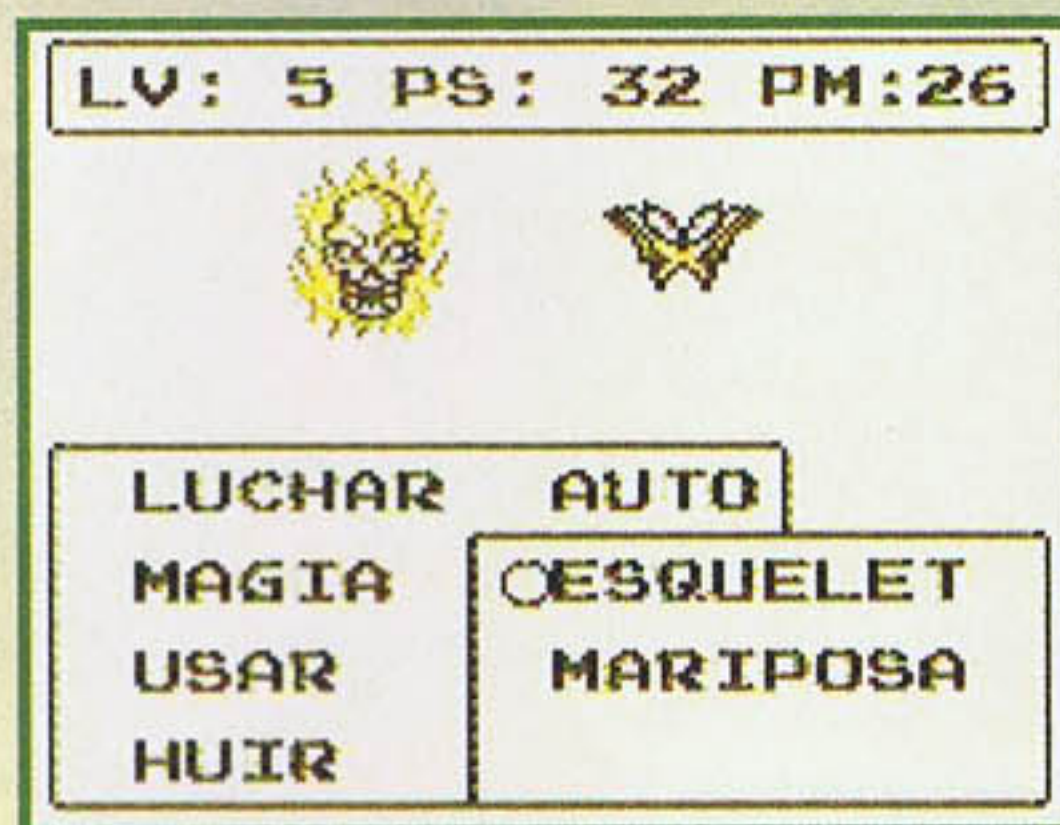 LV: 5 PS: 32 PM:26
LUCHAR AUTO
MAGIA
USAR
HUIR
ESQUELET
MARIPOSA